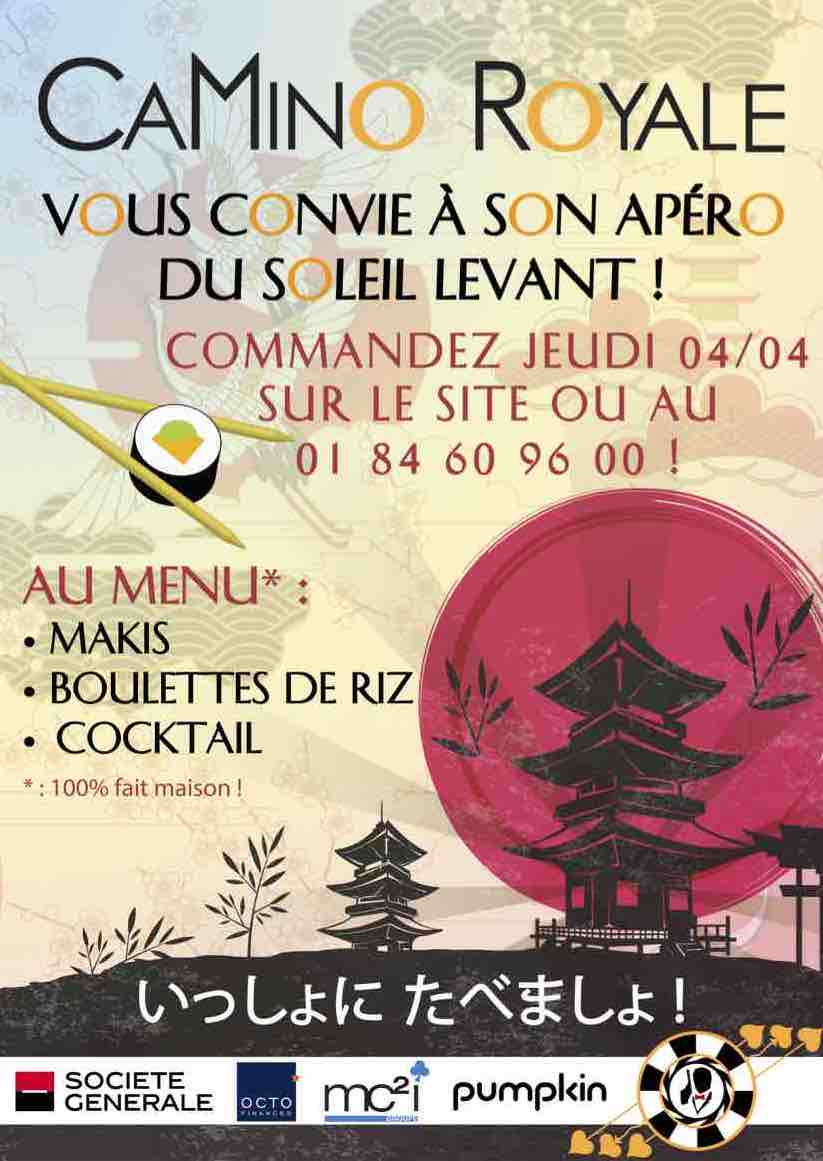 CAMINO ROYALE
VOUS CONVIE À SON APÉRO
DU SOLEIL LEVANT !
COMMANDEZ JEUDI 04/04
SUR LE SITE OU AU
01 84 60 96 00 !
AU MENU* :
• MAKIS
• BOULETTES DE RIZ
• COCKTAIL
* : 100% fait maison !
いっしょに たべましょ!
SOCIETE
GENERALE
OCTO
FINANCES
mc²i
GROUPE
pumpkin